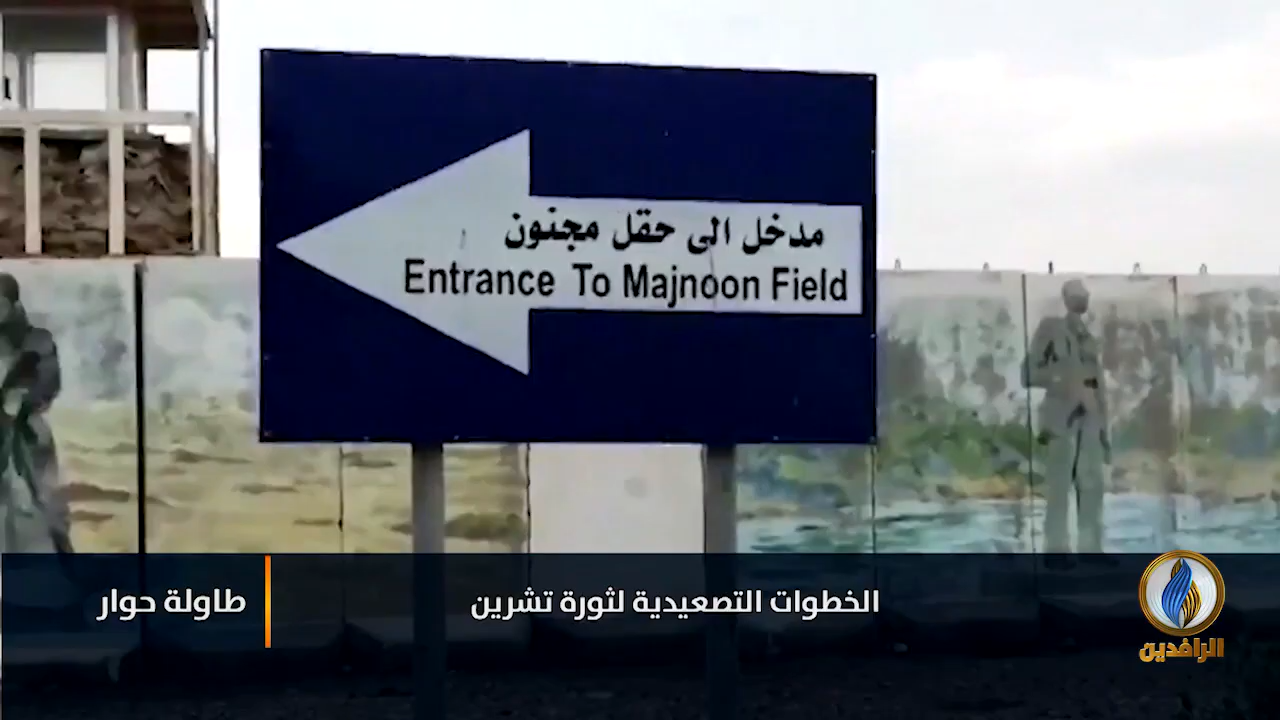 مدخل الى حقل مجنون
Entrance To Majnoon Field
الخطوات التصعيدية لثورة تشرين
طاولة حوار
الرافدين